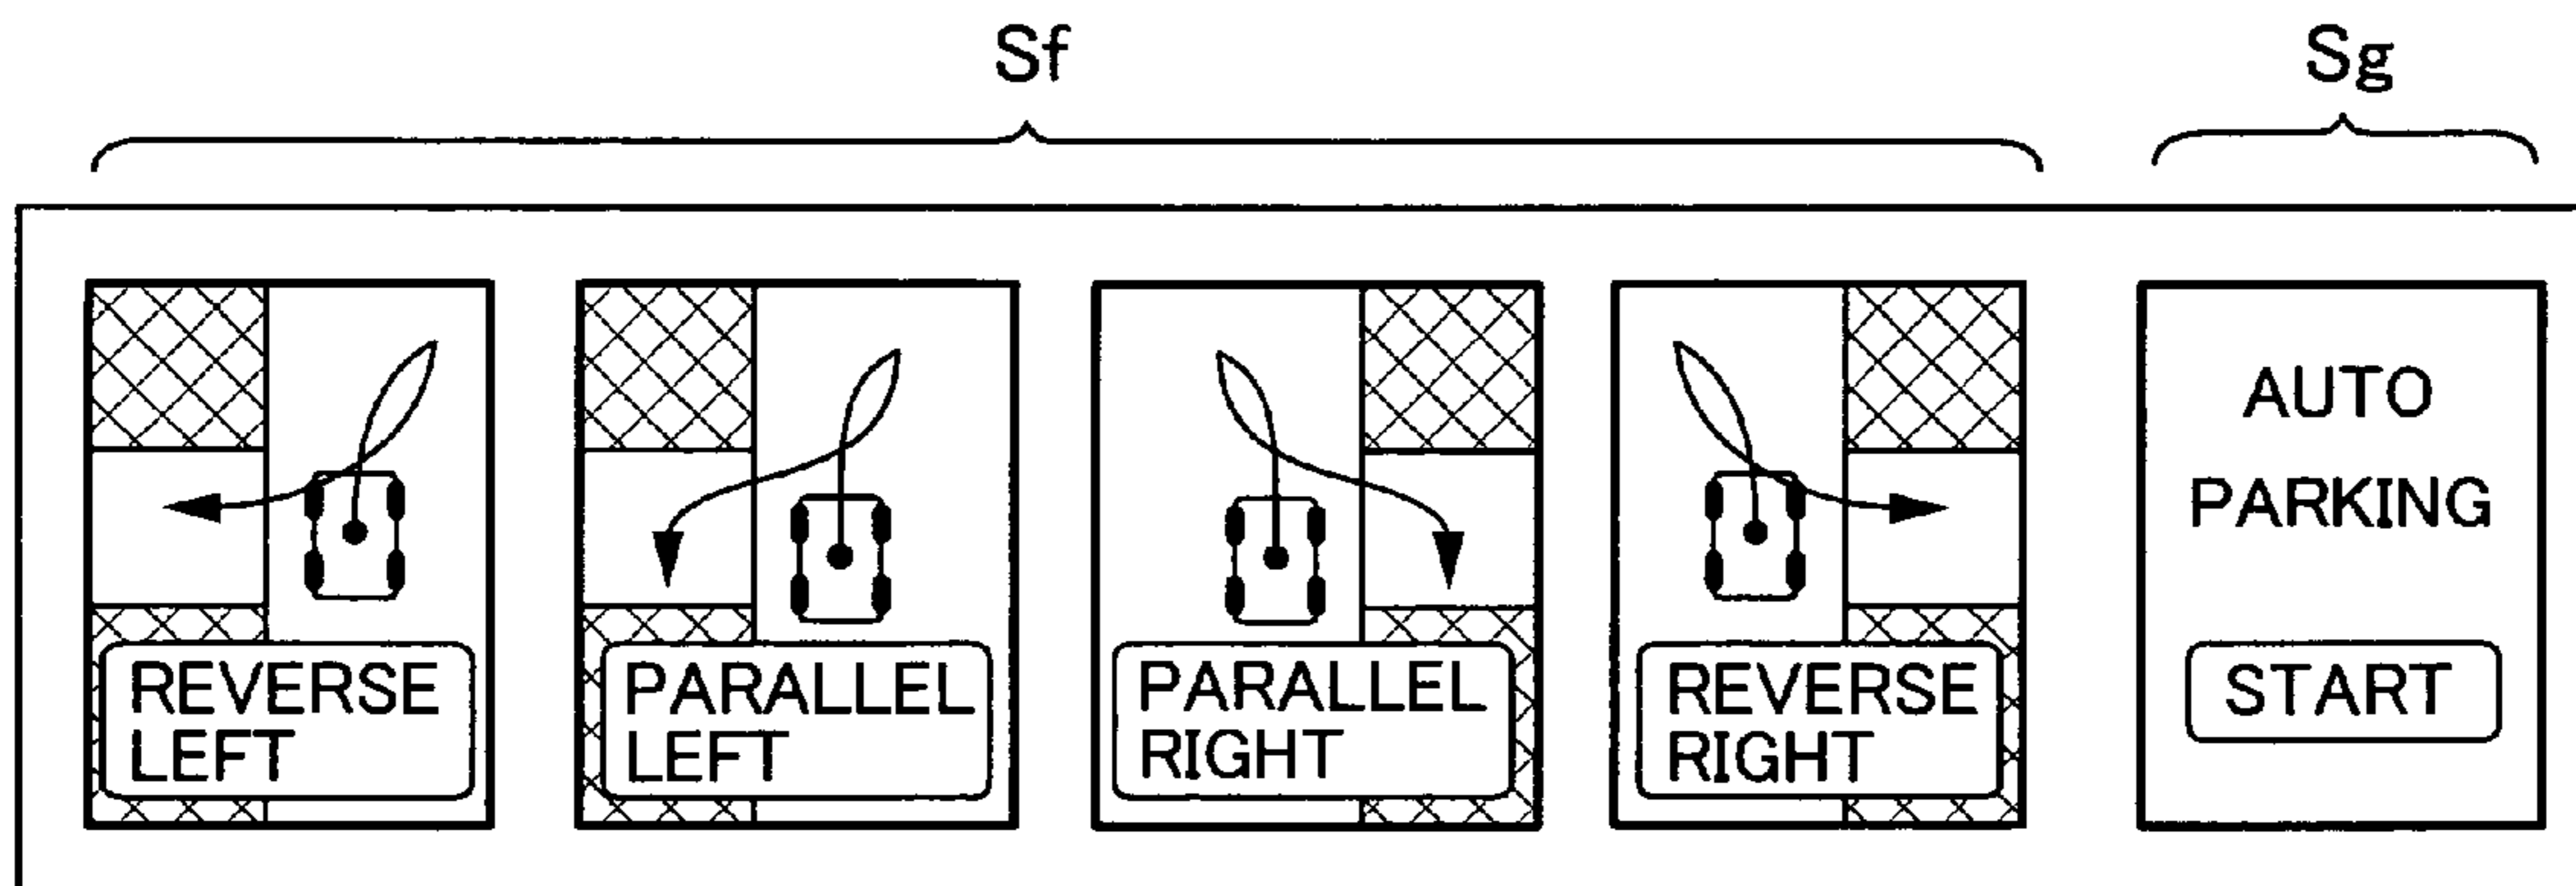 Sf
Sg
REVERSE
LEFT
PARALLEL
LEFT
PARALLEL
RIGHT
REVERSE
RIGHT
AUTO
PARKING
START